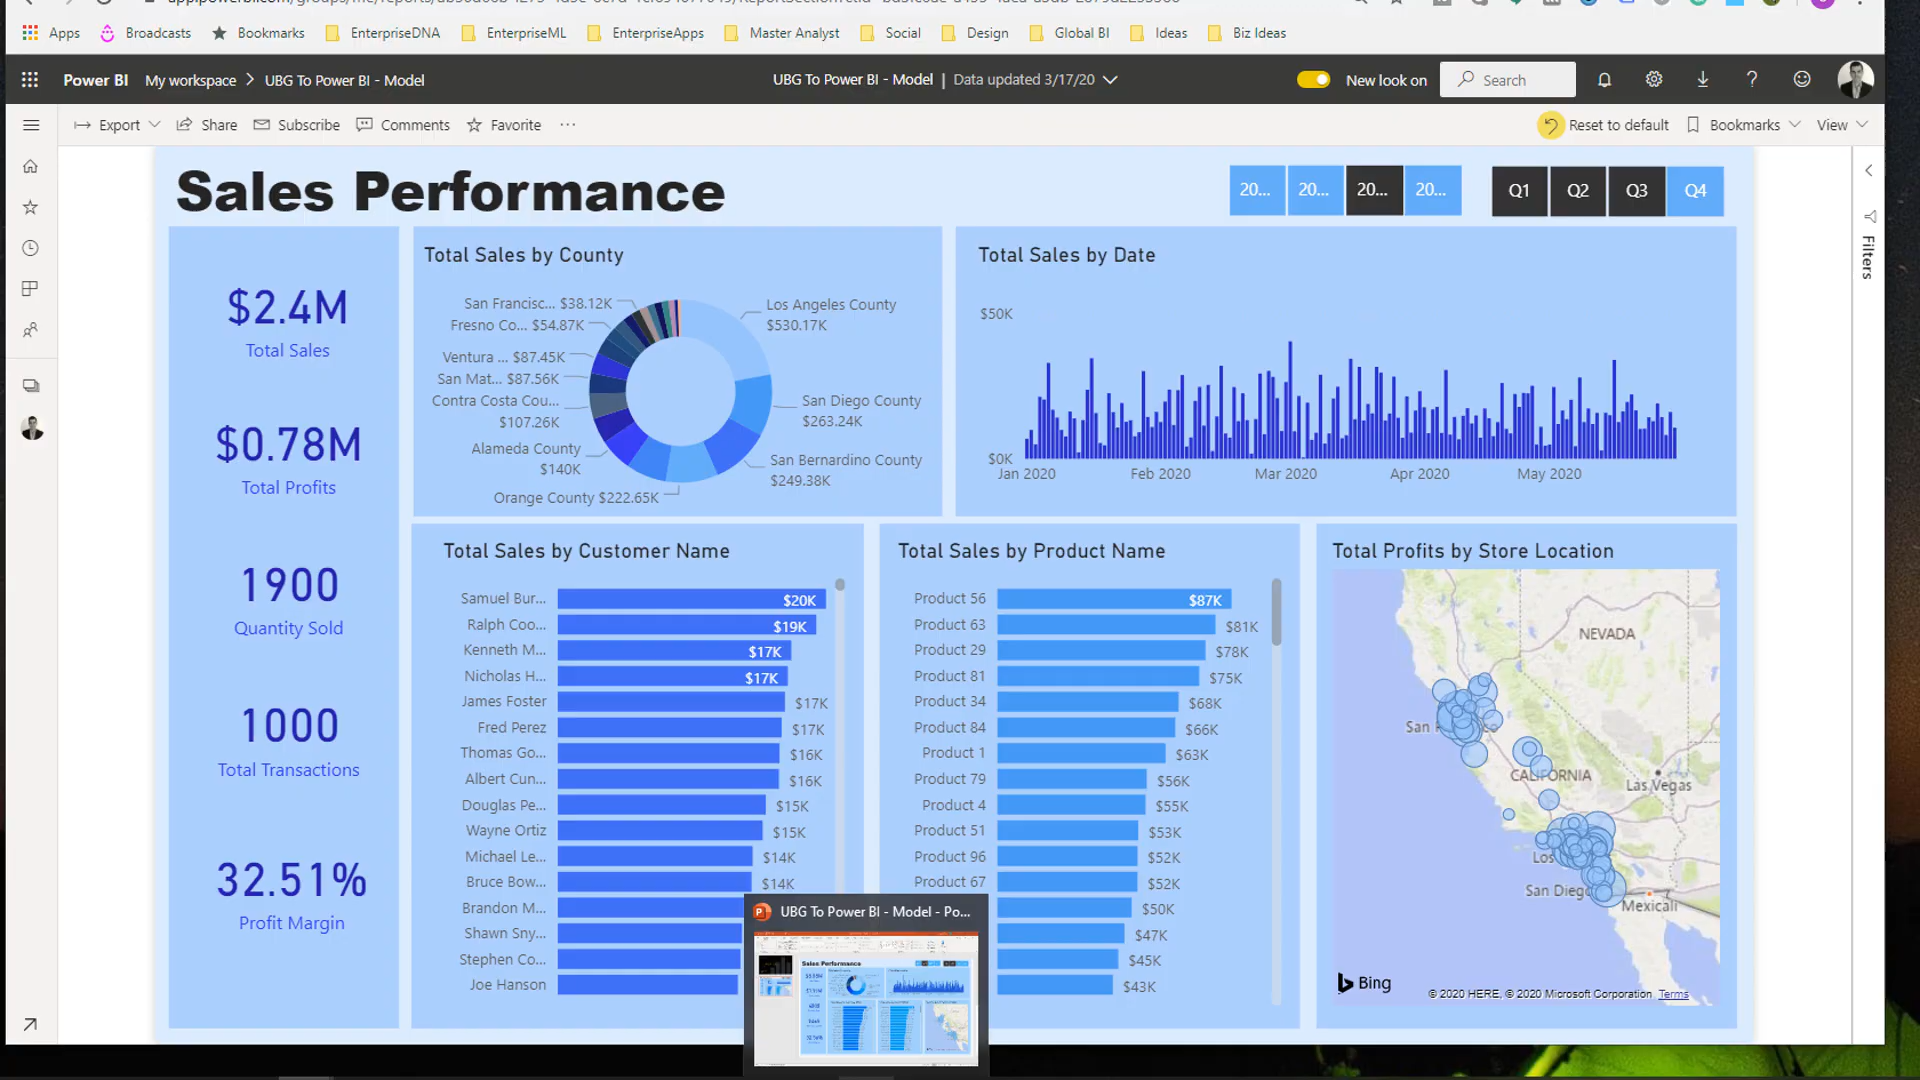 Apps Broadcasts Bookmarks EnterpriseDNA EnterpriseML EnterpriseApps Master Analyst Social Design Global BI Ideas Biz Ideas
Power BI My workspace > UBG To Power BI - Model UBG To Power BI - Model | Data updated 3/17/20 New look on Search
Export Share Subscribe Comments Favorite ... Reset to default Bookmarks View
Sales Performance
20... 20... 20... 20... Q1 Q2 Q3 Q4
Filters
$2.4M
Total Sales
$0.78M
Total Profits
1900
Quantity Sold
1000
Total Transactions
32.51%
Profit Margin
Total Sales by County
San Francisc... $38.12K
Fresno Co... $54.87K
Ventura ... $87.45K
San Mat... $87.56K
Contra Costa Cou...
$107.26K
Alameda County
$140K
Orange County $222.65K
Los Angeles County
$530.17K
San Diego County
$263.24K
San Bernardino County
$249.38K
Total Sales by Date
$50K
$0K
Jan 2020 Feb 2020 Mar 2020 Apr 2020 May 2020
Total Sales by Customer Name
Samuel Bur... $20K
Ralph Coo... $19K
Kenneth M... $17K
Nicholas H... $17K
James Foster $17K
Fred Perez $17K
Thomas Go... $16K
Albert Cun... $16K
Douglas Pe... $15K
Wayne Ortiz $15K
Michael Le... $14K
Bruce Bow... $14K
Brandon M...
Shawn Sny...
Stephen Co...
Joe Hanson
Total Sales by Product Name
Product 56 $87K
Product 63 $81K
Product 29 $78K
Product 81 $75K
Product 34 $68K
Product 84 $66K
Product 1 $63K
Product 79 $56K
Product 4 $55K
Product 51 $53K
Product 96 $52K
Product 67 $52K
$50K
$47K
$45K
$43K
Total Profits by Store Location
NEVADA
San
CALIFORNIA
Las Vegas
Los
San Diego
Mexicali
Bing
© 2020 HERE, © 2020 Microsoft Corporation Terms
UBG To Power BI - Model - Po...
Sales Performance